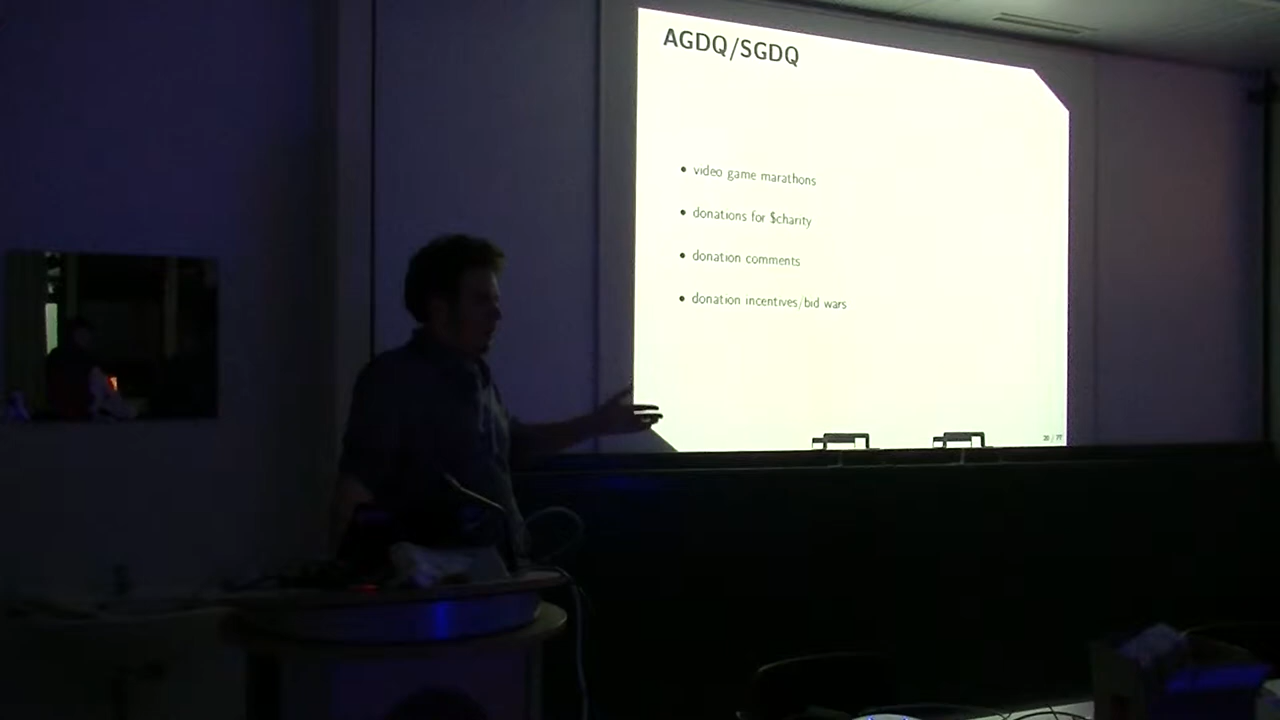 AGDQ/SGDQ
video game marathons
donations for $charity
donation comments
donation incentives/bid wars